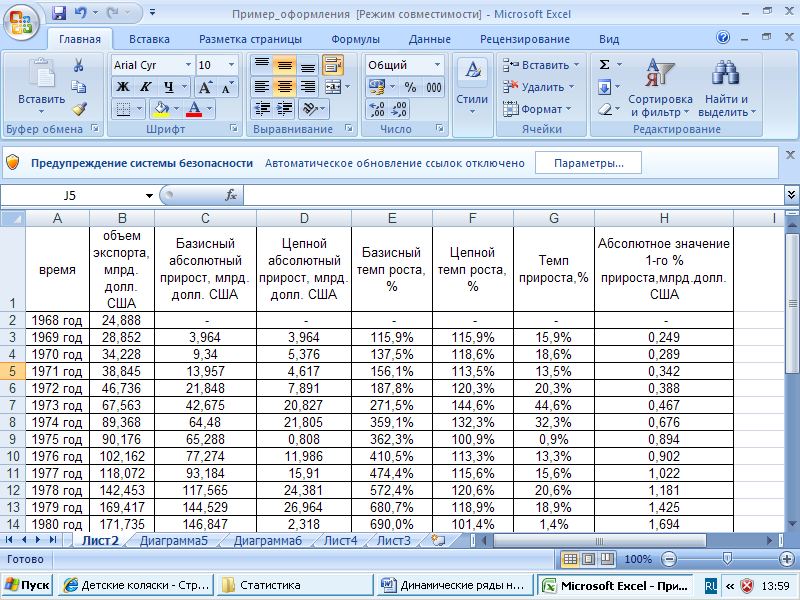 Пример_оформления [Режим совместимости] - Microsoft Excel
Главная Вставка Разметка страницы Формулы Данные Рецензирование Вид
Вставить
Arial Cyr 10
Ж К Ч A A
Общий
% 000
Стили
Вставить
Удалить
Формат
Σ
Сортировка и фильтр
Найти и выделить
Буфер обмена Шрифт Выравнивание Число Ячейки Редактирование
Предупреждение системы безопасности Автоматическое обновление ссылок отключено Параметры...
J5 fx
A B C D E F G H I
1 время объем экспорта, млрд. долл. США Базисный абсолютный прирост, млрд. долл. США Цепной абсолютный прирост, млрд. долл. США Базисный темп роста, % Цепной темп роста, % Темп прироста,% Абсолютное значение 1-го % прироста,млрд.долл. США
2 1968 год 24,888 - - - - - -
3 1969 год 28,852 3,964 3,964 115,9% 115,9% 15,9% 0,249
4 1970 год 34,228 9,34 5,376 137,5% 118,6% 18,6% 0,289
5 1971 год 38,845 13,957 4,617 156,1% 113,5% 13,5% 0,342
6 1972 год 46,736 21,848 7,891 187,8% 120,3% 20,3% 0,388
7 1973 год 67,563 42,675 20,827 271,5% 144,6% 44,6% 0,467
8 1974 год 89,368 64,48 21,805 359,1% 132,3% 32,3% 0,676
9 1975 год 90,176 65,288 0,808 362,3% 100,9% 0,9% 0,894
10 1976 год 102,162 77,274 11,986 410,5% 113,3% 13,3% 0,902
11 1977 год 118,072 93,184 15,91 474,4% 115,6% 15,6% 1,022
12 1978 год 142,453 117,565 24,381 572,4% 120,6% 20,6% 1,181
13 1979 год 169,417 144,529 26,964 680,7% 118,9% 18,9% 1,425
14 1980 год 171,735 146,847 2,318 690,0% 101,4% 1,4% 1,694
Лист2 Диаграмма5 Диаграмма6 Лист4 Лист3
Готово 100%
Пуск Детские коляски - Стр... Статистика Динамические ряды н... Microsoft Excel - При... RL « 13:59